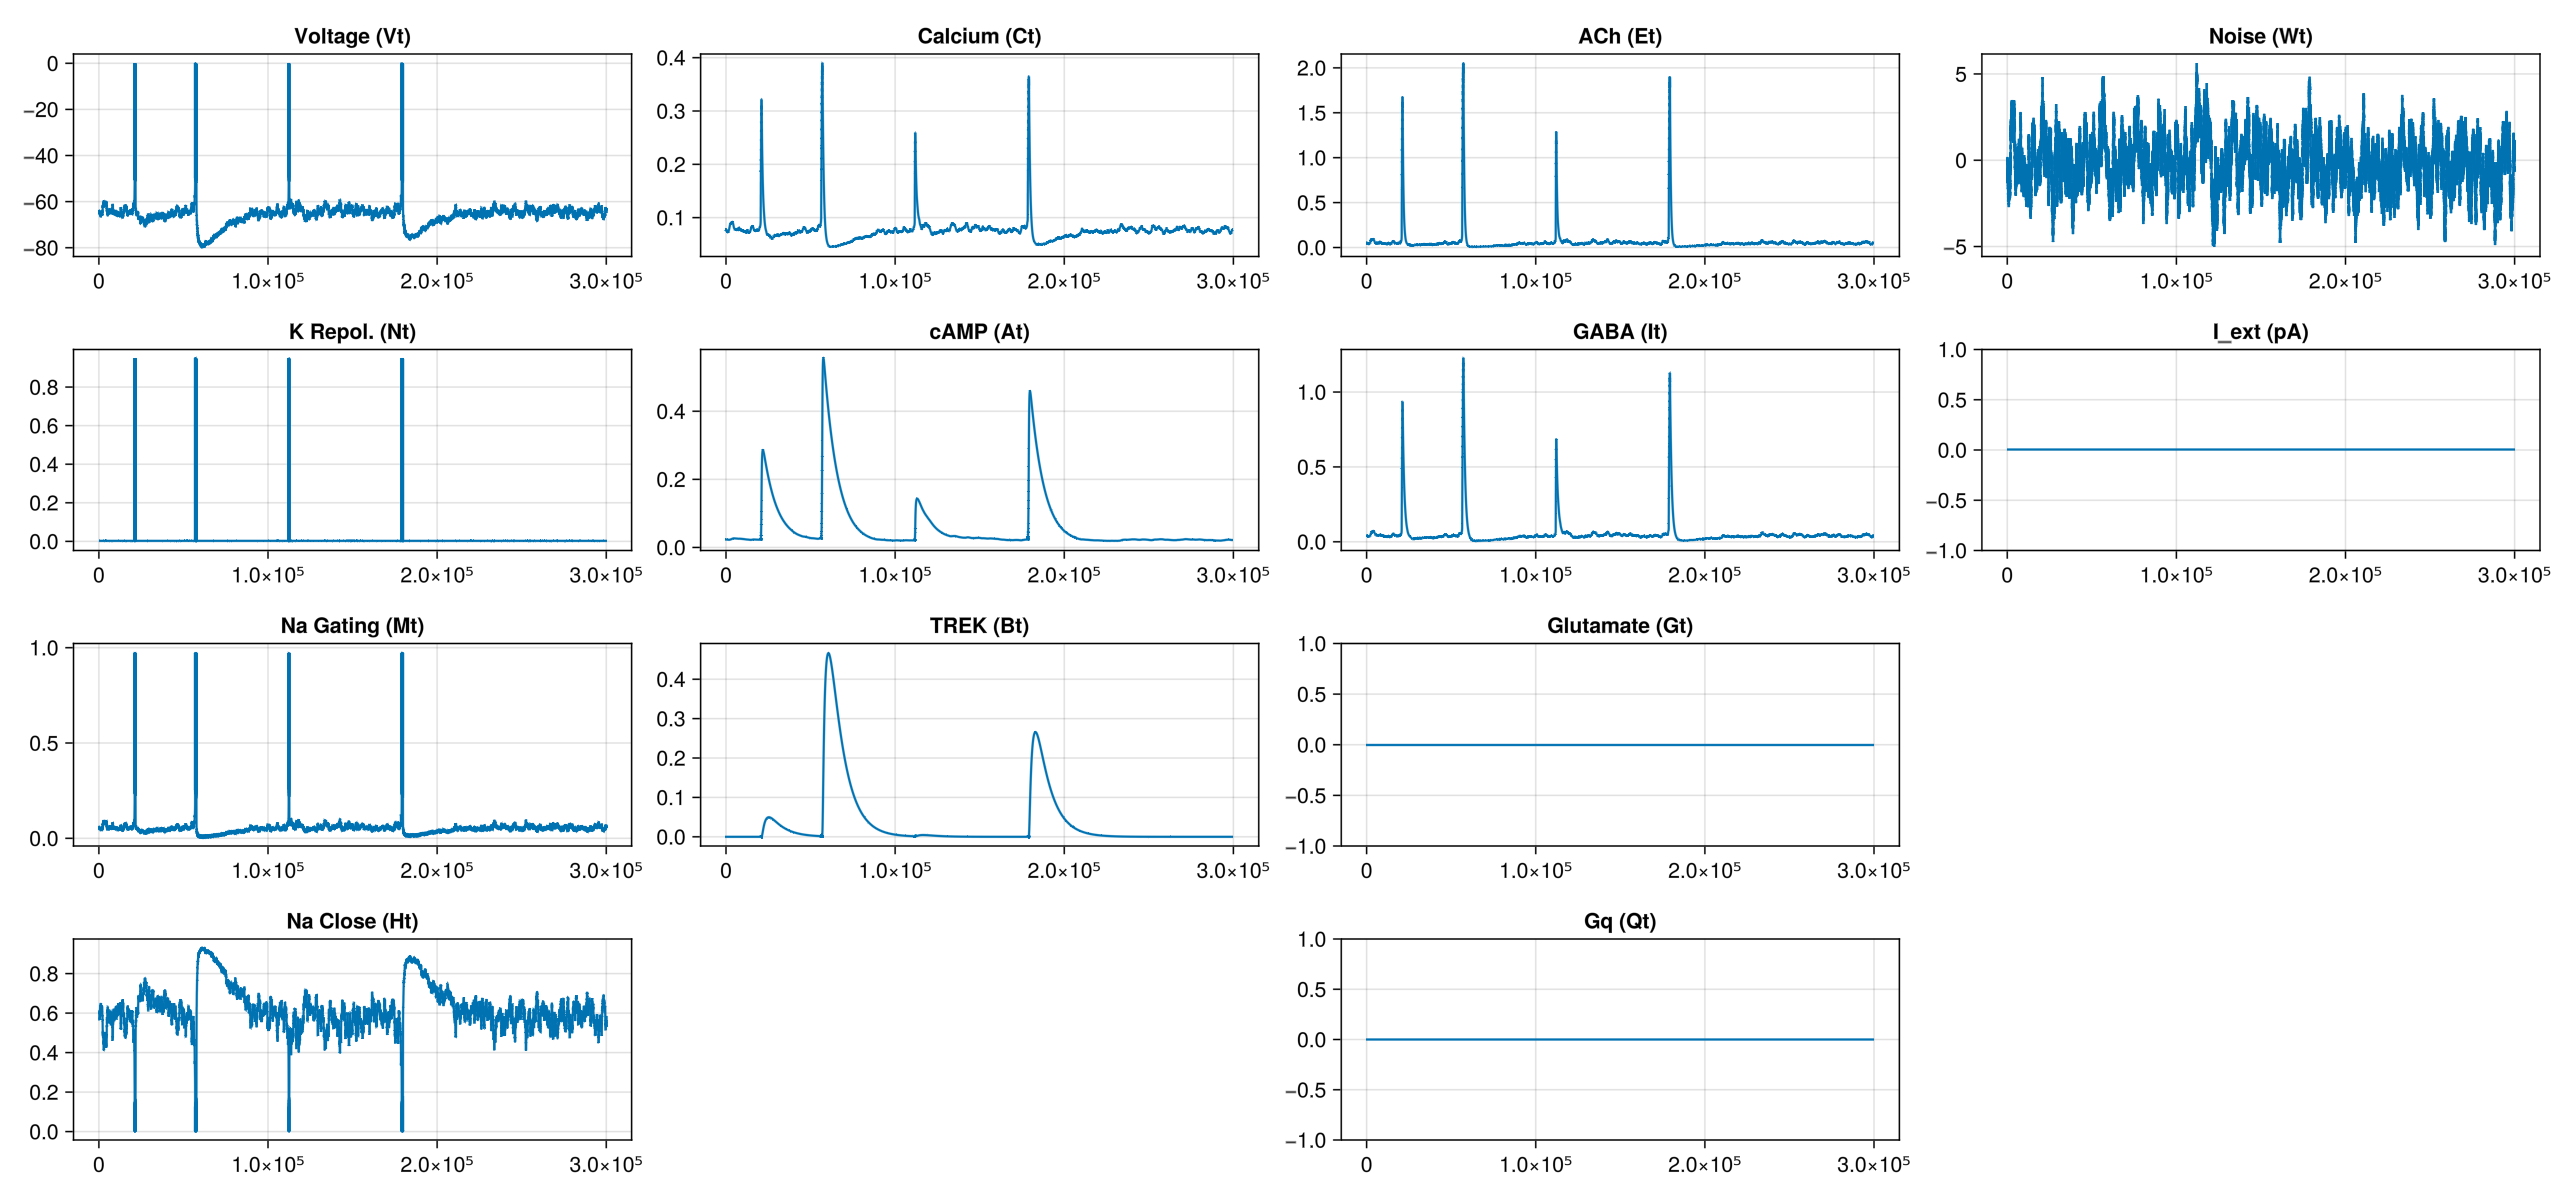 Voltage (Vt)
0
−20
−40
−60
−80
0 1.0×10⁵ 2.0×10⁵ 3.0×10⁵
Calcium (Ct)
0.4
0.3
0.2
0.1
0 1.0×10⁵ 2.0×10⁵ 3.0×10⁵
ACh (Et)
2.0
1.5
1.0
0.5
0.0
0 1.0×10⁵ 2.0×10⁵ 3.0×10⁵
Noise (Wt)
5
0
−5
0 1.0×10⁵ 2.0×10⁵ 3.0×10⁵
K Repol. (Nt)
0.8
0.6
0.4
0.2
0.0
0 1.0×10⁵ 2.0×10⁵ 3.0×10⁵
cAMP (At)
0.4
0.2
0.0
0 1.0×10⁵ 2.0×10⁵ 3.0×10⁵
GABA (It)
1.0
0.5
0.0
0 1.0×10⁵ 2.0×10⁵ 3.0×10⁵
I_ext (pA)
1.0
0.5
0.0
−0.5
−1.0
0 1.0×10⁵ 2.0×10⁵ 3.0×10⁵
Na Gating (Mt)
1.0
0.5
0.0
0 1.0×10⁵ 2.0×10⁵ 3.0×10⁵
TREK (Bt)
0.4
0.3
0.2
0.1
0.0
0 1.0×10⁵ 2.0×10⁵ 3.0×10⁵
Glutamate (Gt)
1.0
0.5
0.0
−0.5
−1.0
0 1.0×10⁵ 2.0×10⁵ 3.0×10⁵
Na Close (Ht)
0.8
0.6
0.4
0.2
0.0
0 1.0×10⁵ 2.0×10⁵ 3.0×10⁵
Gq (Qt)
1.0
0.5
0.0
−0.5
−1.0
0 1.0×10⁵ 2.0×10⁵ 3.0×10⁵